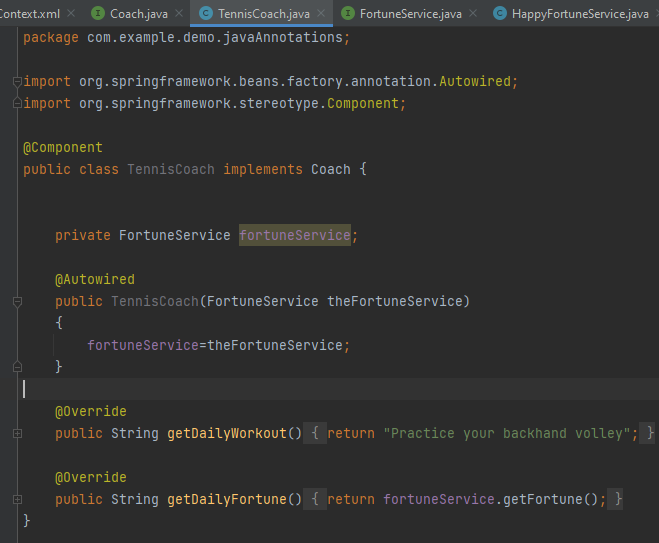 Context.xml Coach.java TennisCoach.java FortuneService.java HappyFortuneService.java
package com.example.demo.javaAnnotations;
import org.springframework.beans.factory.annotation.Autowired;
import org.springframework.stereotype.Component;
@Component
public class TennisCoach implements Coach {
private FortuneService fortuneService;
@Autowired
public TennisCoach(FortuneService theFortuneService)
{
fortuneService=theFortuneService;
}
@Override
public String getDailyWorkout() { return "Practice your backhand volley"; }
@Override
public String getDailyFortune() { return fortuneService.getFortune(); }
}